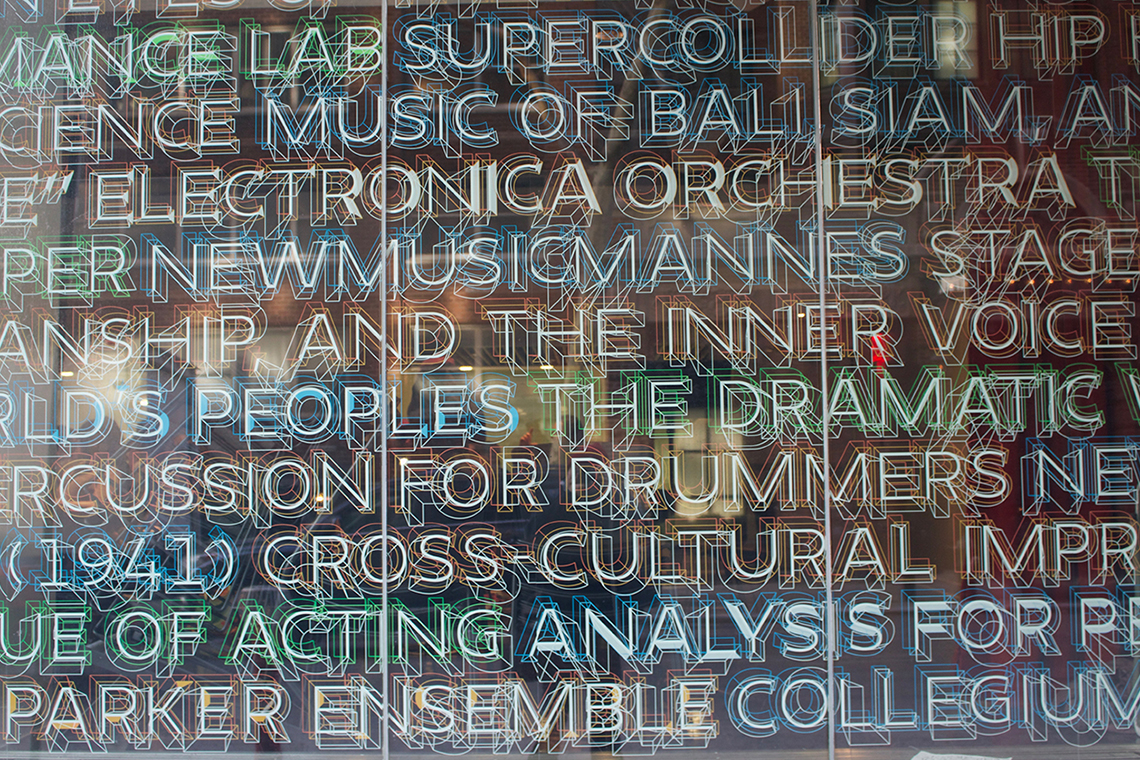 MANCE LAB SUPERCOLLIDER HIP
CIENCE MUSIC OF BALI, SIAM, AN
E" ELECTRONICA ORCHESTRA T
PER NEWMUSICMANNES STAGE
ANSHIP, AND THE INNER VOICE
RLD'S PEOPLES THE DRAMATIC
ERCUSSION FOR DRUMMERS NE
(1941) CROSS-CULTURAL IMPR
UE OF ACTING ANALYSIS FOR PE
PARKER ENSEMBLE COLLEGIUM